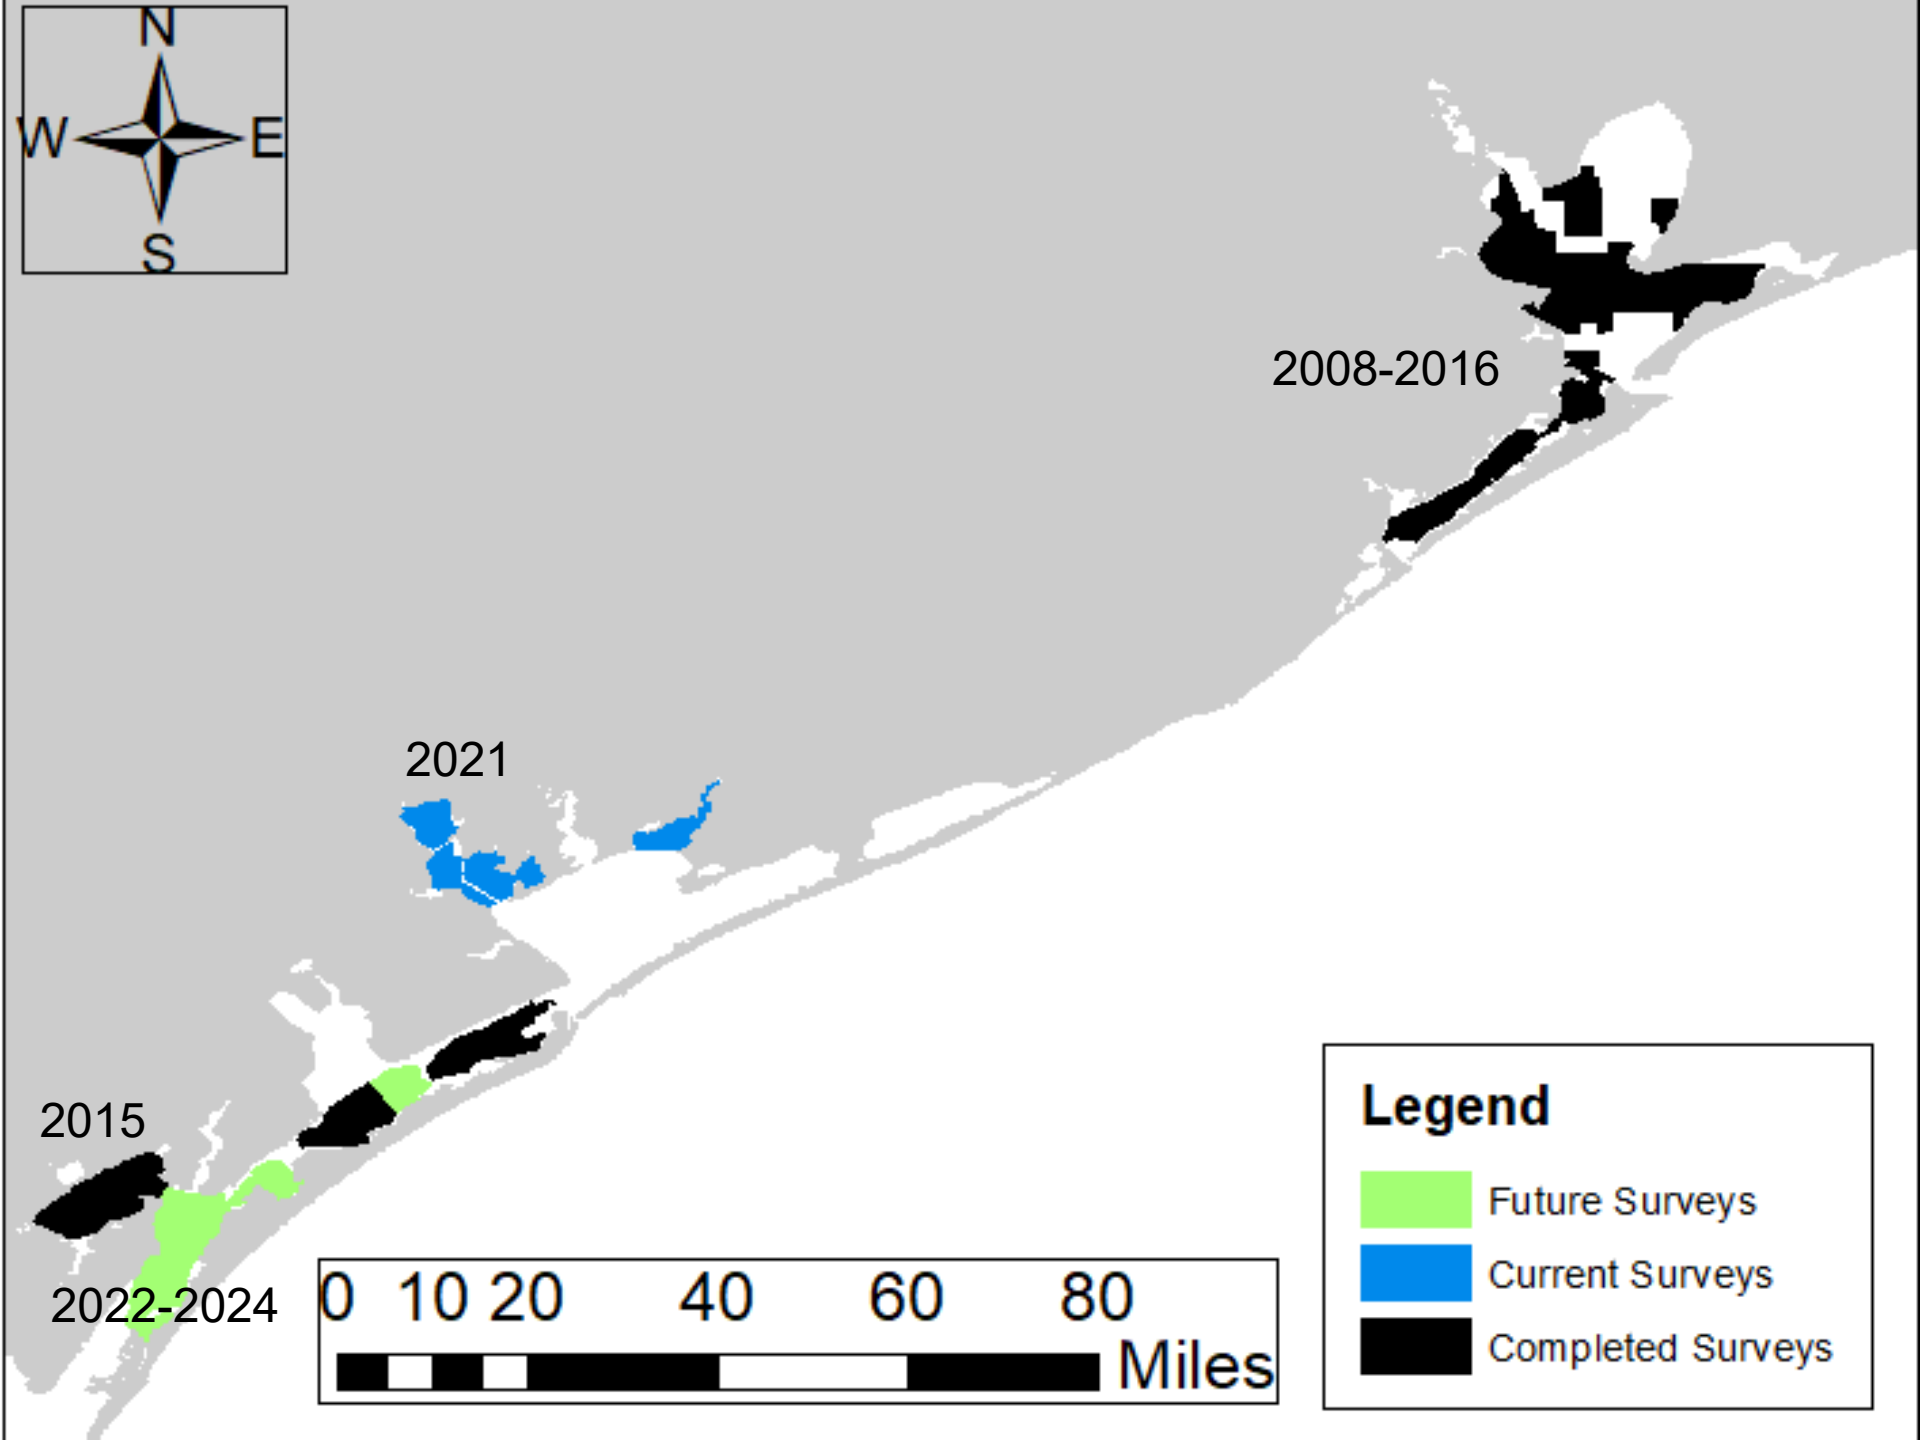 N
W E
S
2008-2016
2021
2015
2022-2024
0 10 20 40 60 80
Miles
Legend
Future Surveys
Current Surveys
Completed Surveys